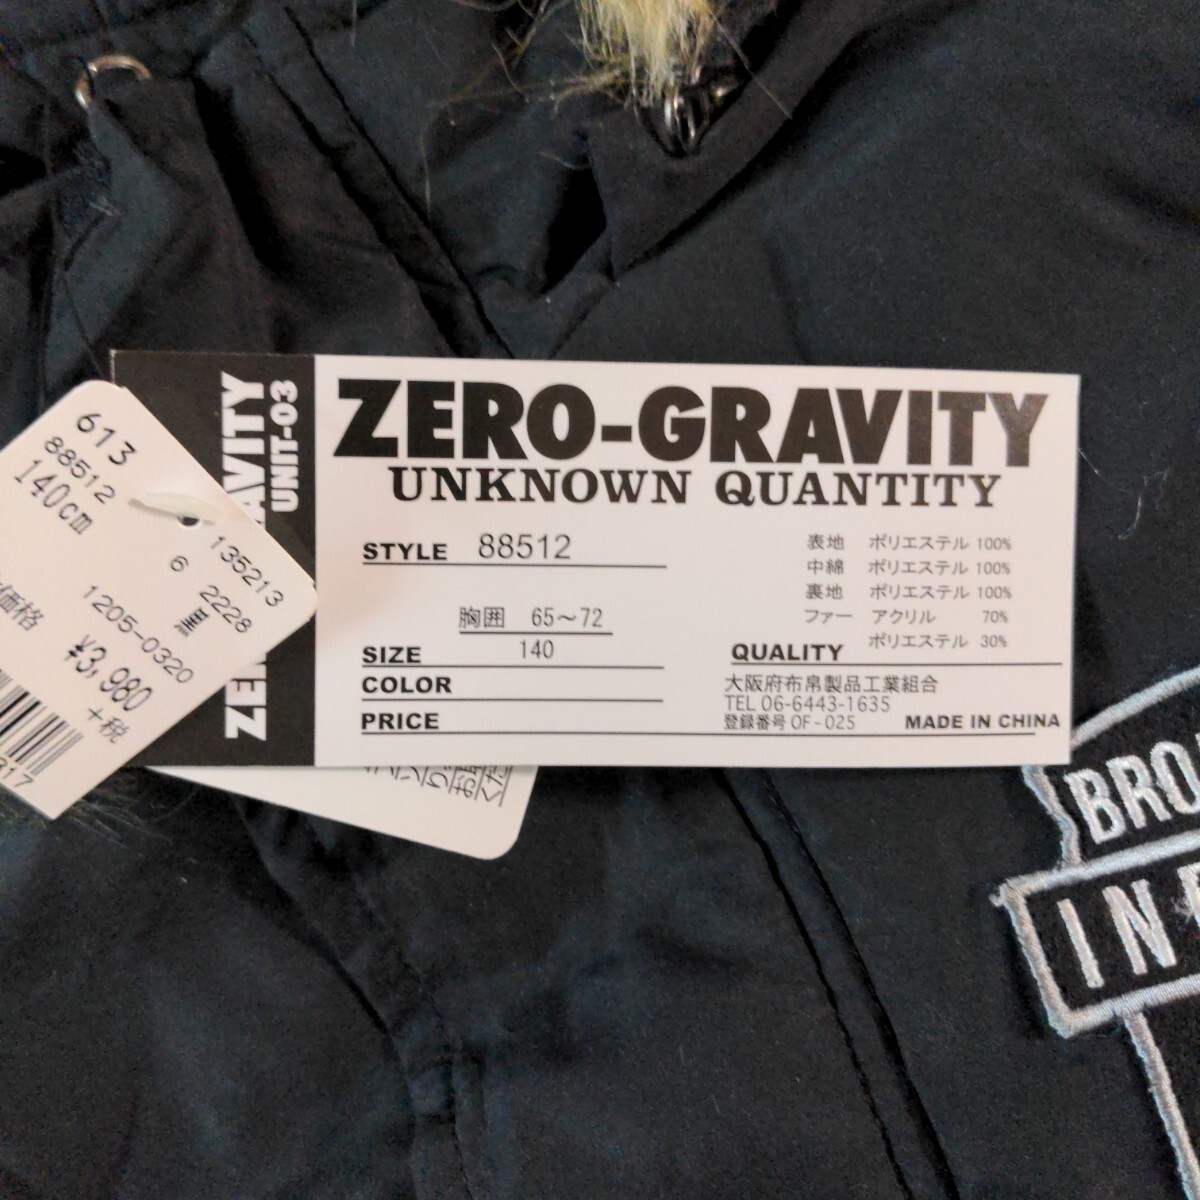 613
88512
140cm
135213
6 2228
黒
1205-0320
価格
¥3,980
+税
817
ZERO-GRAVITY
UNKNOWN QUANTITY
STYLE 88512
胸囲 65～72
SIZE 140
COLOR
PRICE
表地 ポリエステル 100%
中綿 ポリエステル 100%
裏地 ポリエステル 100%
ファー アクリル 70%
ポリエステル 30%
QUALITY
大阪府布帛製品工業組合
TEL 06-6443-1635
登録番号 OF-025 MADE IN CHINA
UNIT-03
BRO
IN